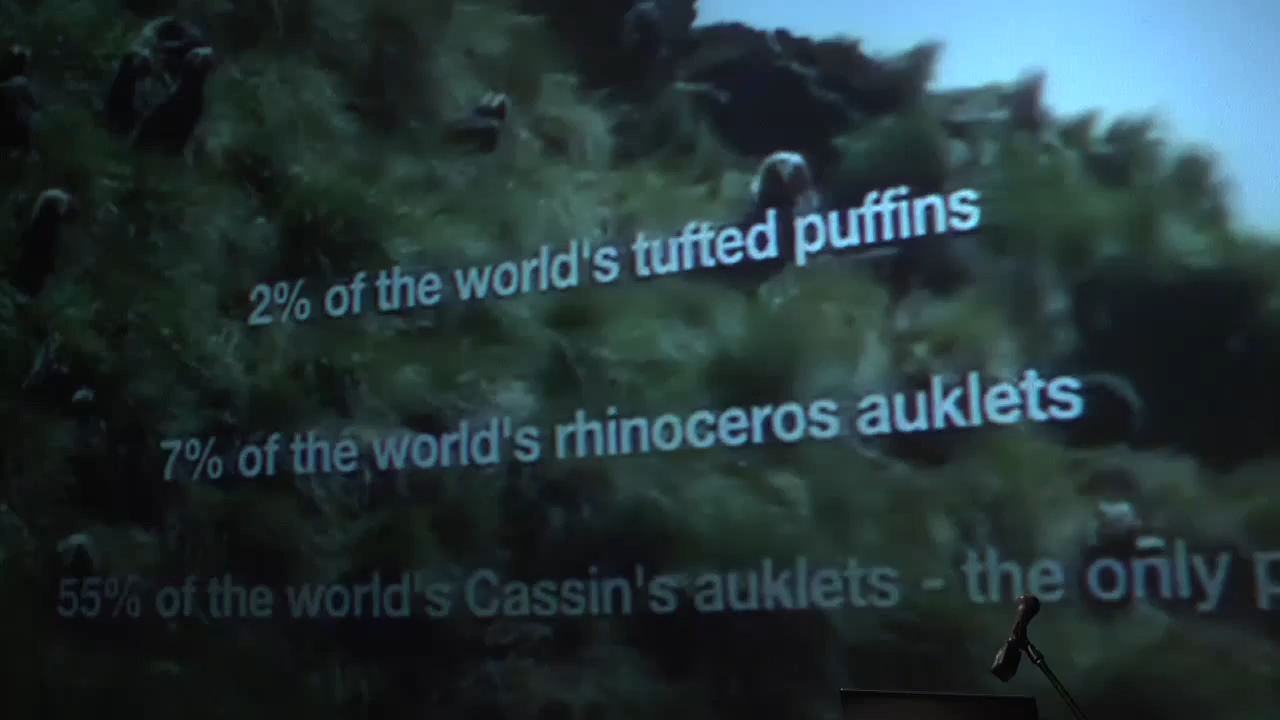 2% of the world's tufted puffins
7% of the world's rhinoceros auklets
55% of the world's Cassin's auklets - the only